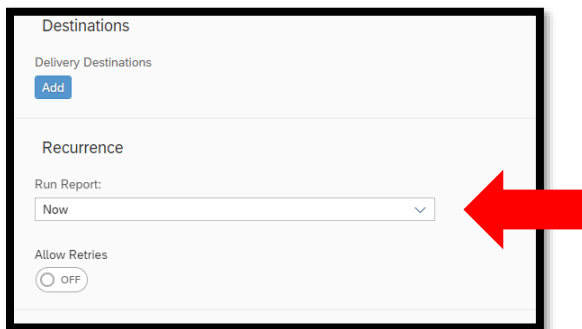 Destinations
Delivery Destinations
Add
Recurrence
Run Report:
Now
Allow Retries
OFF